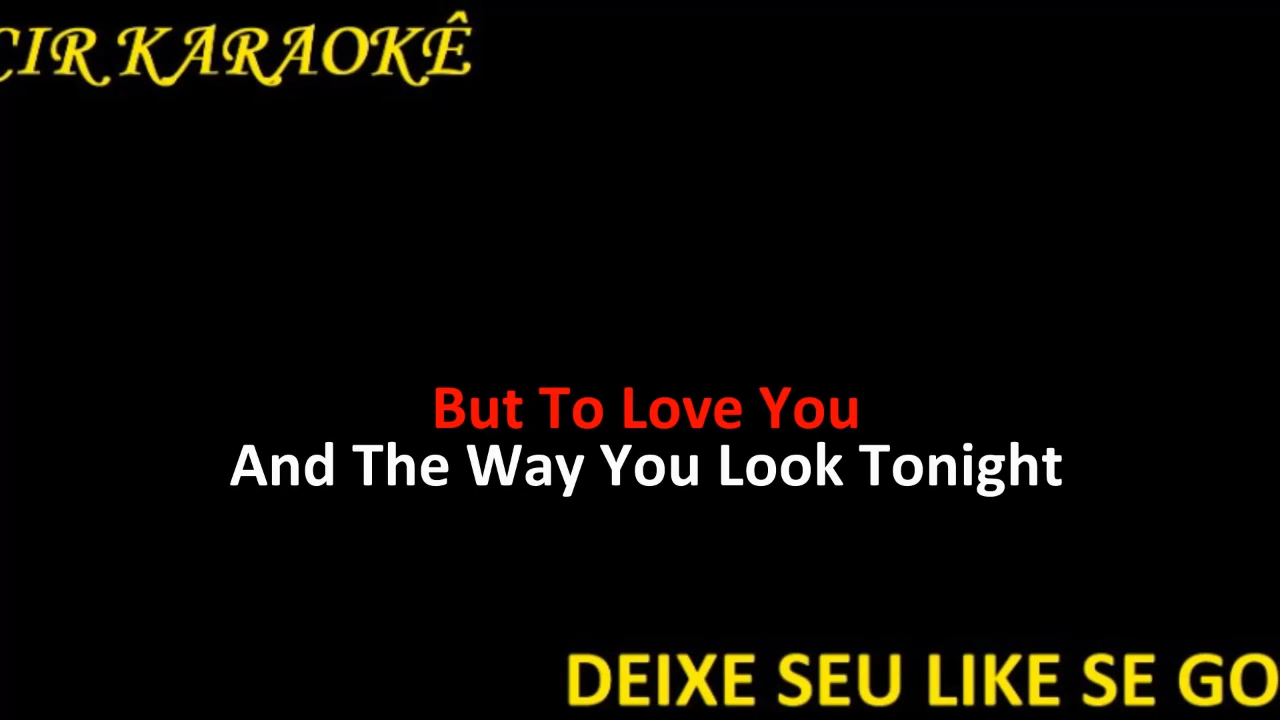 CIR KARAOKÊ
But To Love You
And The Way You Look Tonight
DEIXE SEU LIKE SE GO